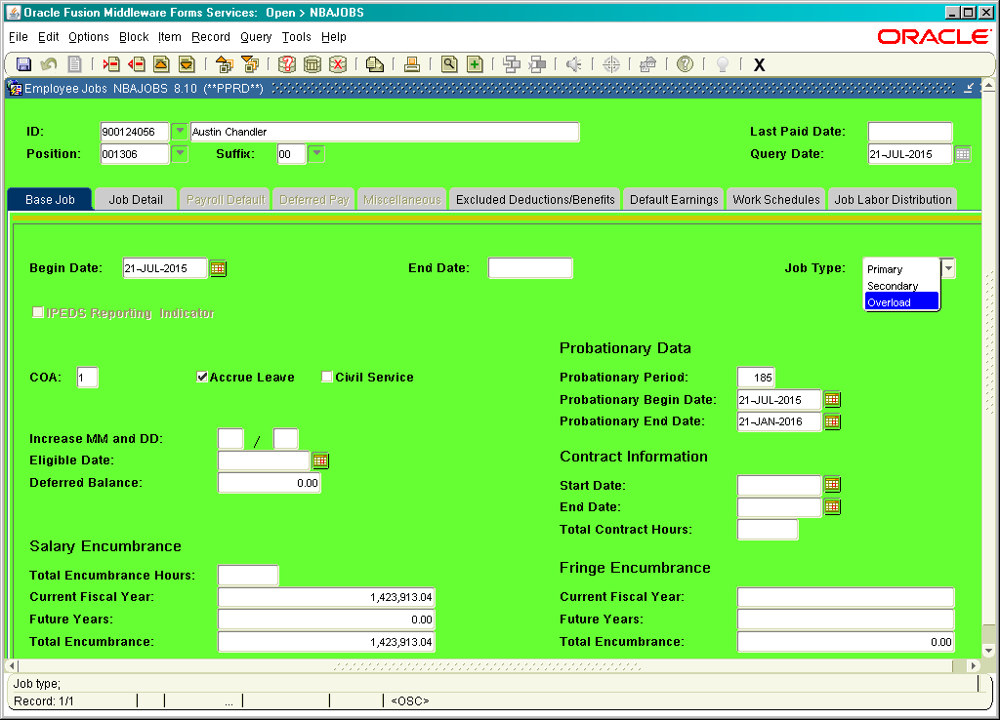 Oracle Fusion Middleware Forms Services:  Open > NBAJOBS
File Edit Options Block Item Record Query Tools Help
ORACLE
Employee Jobs  NBAJOBS  8.10  (**PPRD**)
ID: 900124056 Austin Chandler Last Paid Date:
Position: 001306 Suffix: 00 Query Date: 21-JUL-2015
Base Job Job Detail Payroll Default Deferred Pay Miscellaneous Excluded Deductions/Benefits Default Earnings Work Schedules Job Labor Distribution
Begin Date: 21-JUL-2015 End Date: Job Type: Primary
Secondary
Overload
IPEDS Reporting Indicator
Probationary Data
COA: 1 Accrue Leave Civil Service Probationary Period: 185
Probationary Begin Date: 21-JUL-2015
Probationary End Date: 21-JAN-2016
Increase MM and DD: /
Eligible Date:
Contract Information
Deferred Balance: 0.00
Start Date:
End Date:
Total Contract Hours:
Salary Encumbrance
Fringe Encumbrance
Total Encumbrance Hours:
Current Fiscal Year: 1,423,913.04 Current Fiscal Year:
Future Years: 0.00 Future Years:
Total Encumbrance: 1,423,913.04 Total Encumbrance: 0.00
Job type;
Record: 1/1 ... <OSC>